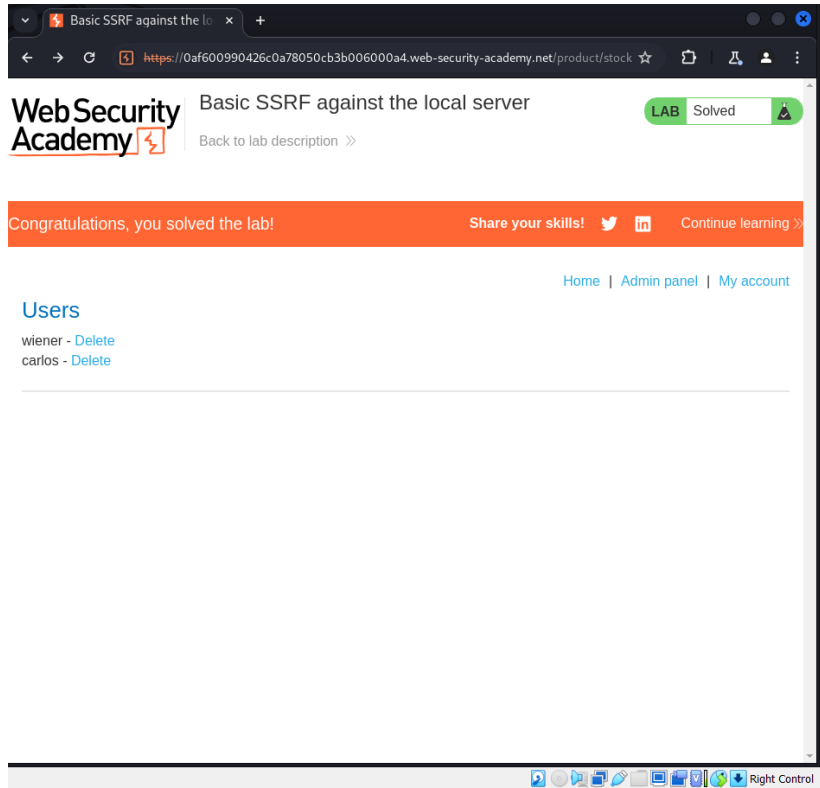 Basic SSRF against the lo
https://0af600990426c0a78050cb3b006000a4.web-security-academy.net/product/stock
Web Security
Academy
Basic SSRF against the local server
Back to lab description
LAB Solved
Congratulations, you solved the lab!
Share your skills!
Continue learning
Home | Admin panel | My account
Users
wiener - Delete
carlos - Delete
Right Control